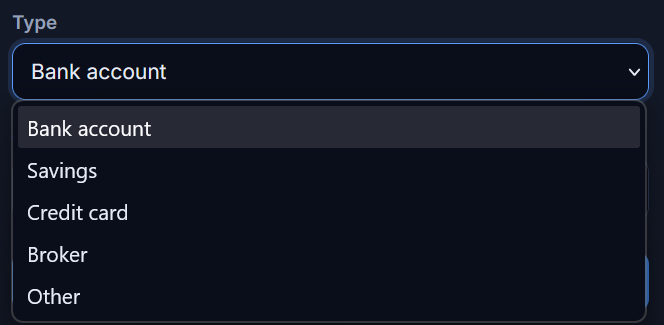 Type
Bank account
Bank account
Savings
Credit card
Broker
Other